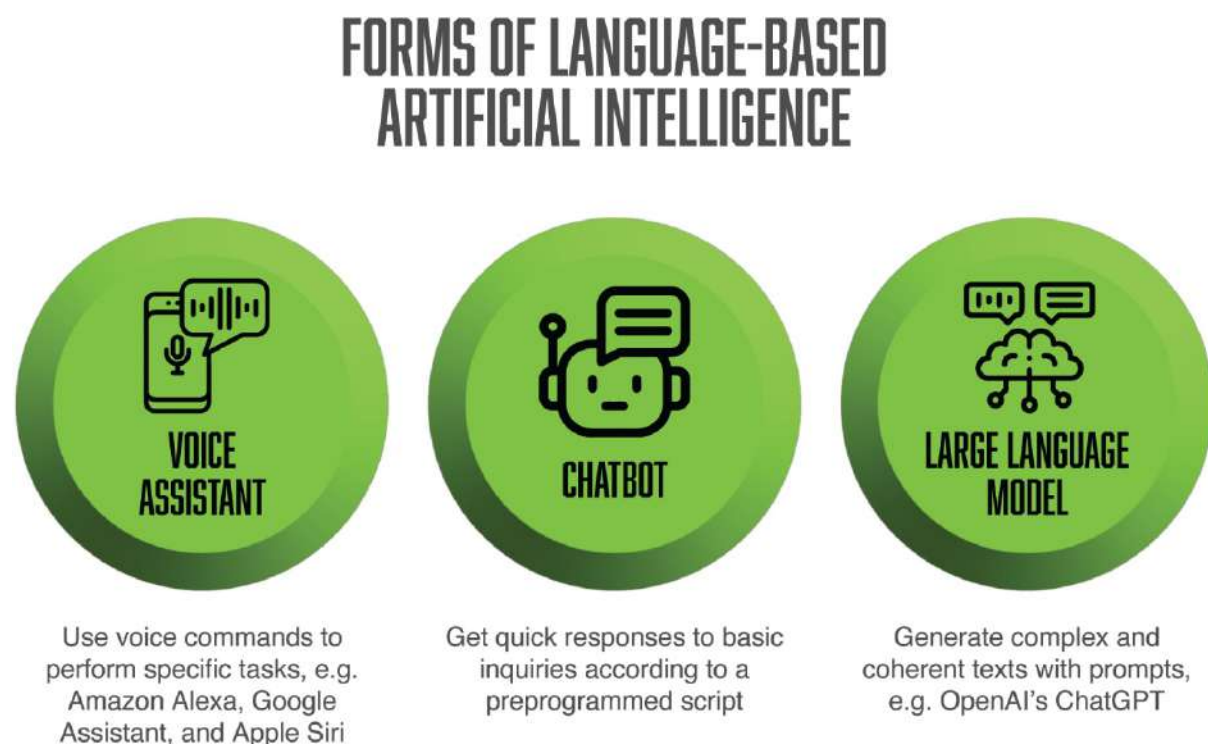 FORMS OF LANGUAGE-BASED
ARTIFICIAL INTELLIGENCE
VOICE
ASSISTANT
Use voice commands to
perform specific tasks, e.g.
Amazon Alexa, Google
Assistant, and Apple Siri
CHATBOT
Get quick responses to basic
inquiries according to a
preprogrammed script
LARGE LANGUAGE
MODEL
Generate complex and
coherent texts with prompts,
e.g. OpenAI's ChatGPT